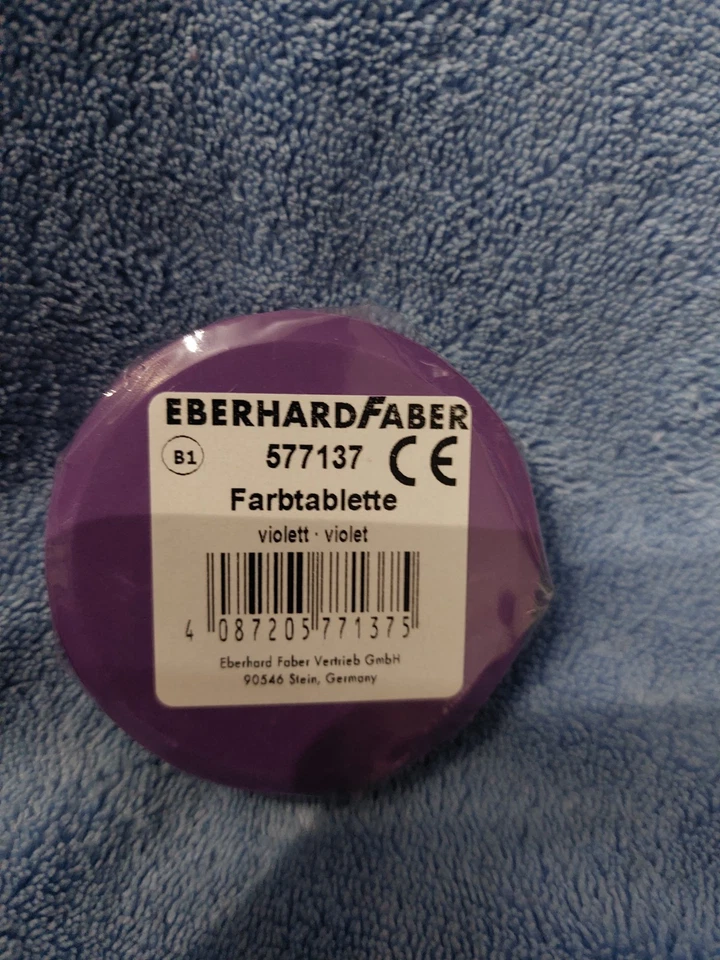 EBERHARDFABER
B1 577137 CE
Farbtablette
violett · violet
4 087205 771375
Eberhard Faber Vertrieb GmbH
90546 Stein, Germany